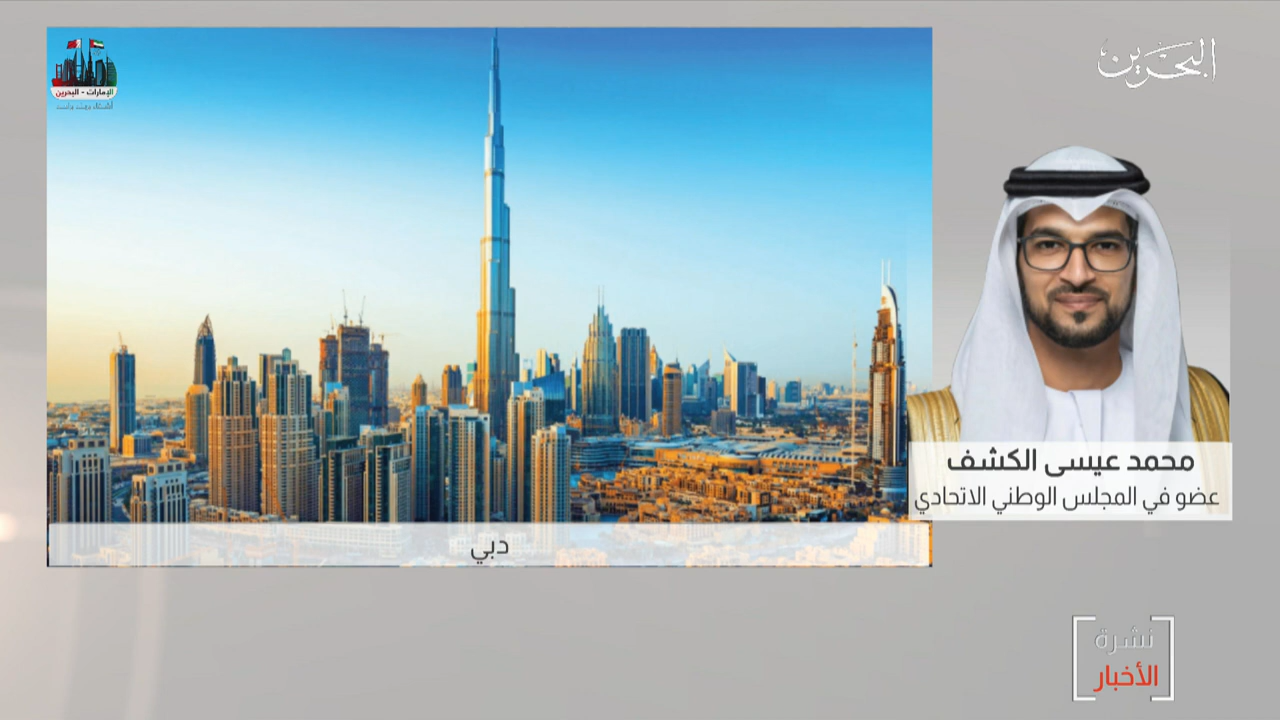 البحرين
الإمارات - البحرين
محمد عيسى الكشف
عضو في المجلس الوطني الاتحادي
دبي
نشرة
الأخبار